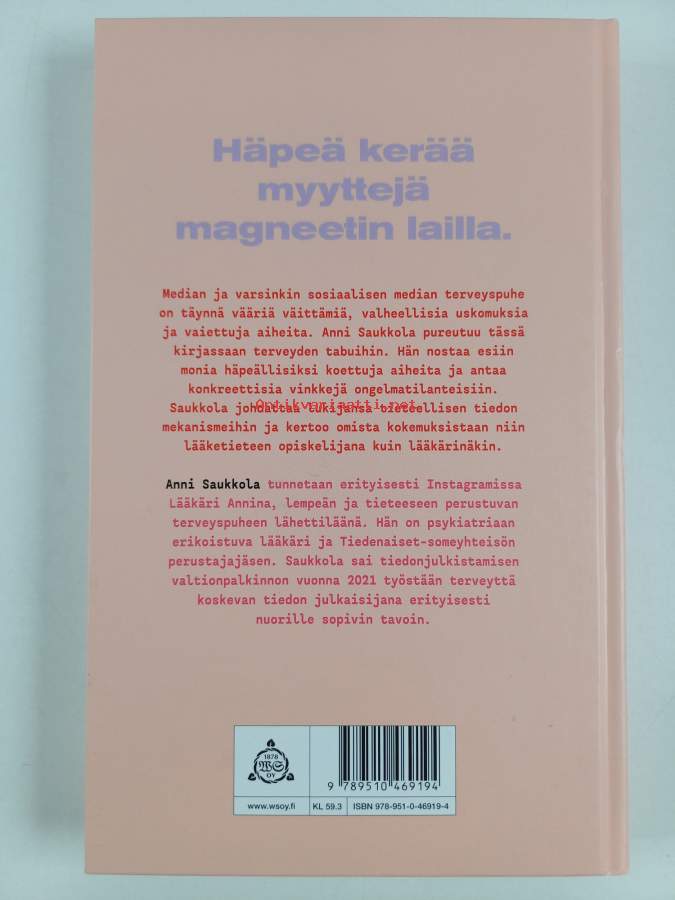 Häpeä kerää
myyttejä
magneetin lailla.
Median ja varsinkin sosiaalisen median terveyspuhe
on täynnä vääriä väittämiä, valheellisia uskomuksia
ja vaiettuja aiheita. Anni Saukkola pureutuu tässä
kirjassaan terveyden tabuihin. Hän nostaa esiin
monia häpeällisiksi koettuja aiheita ja antaa
konkreettisia vinkkejä ongelmatilanteisiin.
Antikvariaatti.net
Saukkola johdattaa lukijansa tieteellisen tiedon
mekanismeihin ja kertoo omista kokemuksistaan niin
lääketieteen opiskelijana kuin lääkärinäkin.
Anni Saukkola tunnetaan erityisesti Instagramissa
Lääkäri Annina, lempeän ja tieteeseen perustuvan
terveyspuheen lähettiläänä. Hän on psykiatriaan
erikoistuva lääkäri ja Tiedenaiset-someyhteisön
perustajajäsen. Saukkola sai tiedonjulkistamisen
valtionpalkinnon vuonna 2021 työstään terveyttä
koskevan tiedon julkaisijana erityisesti
nuorille sopivin tavoin.
1878
WS
OY
9 789510 469194
www.wsoy.fi KL 59.3 ISBN 978-951-0-46919-4